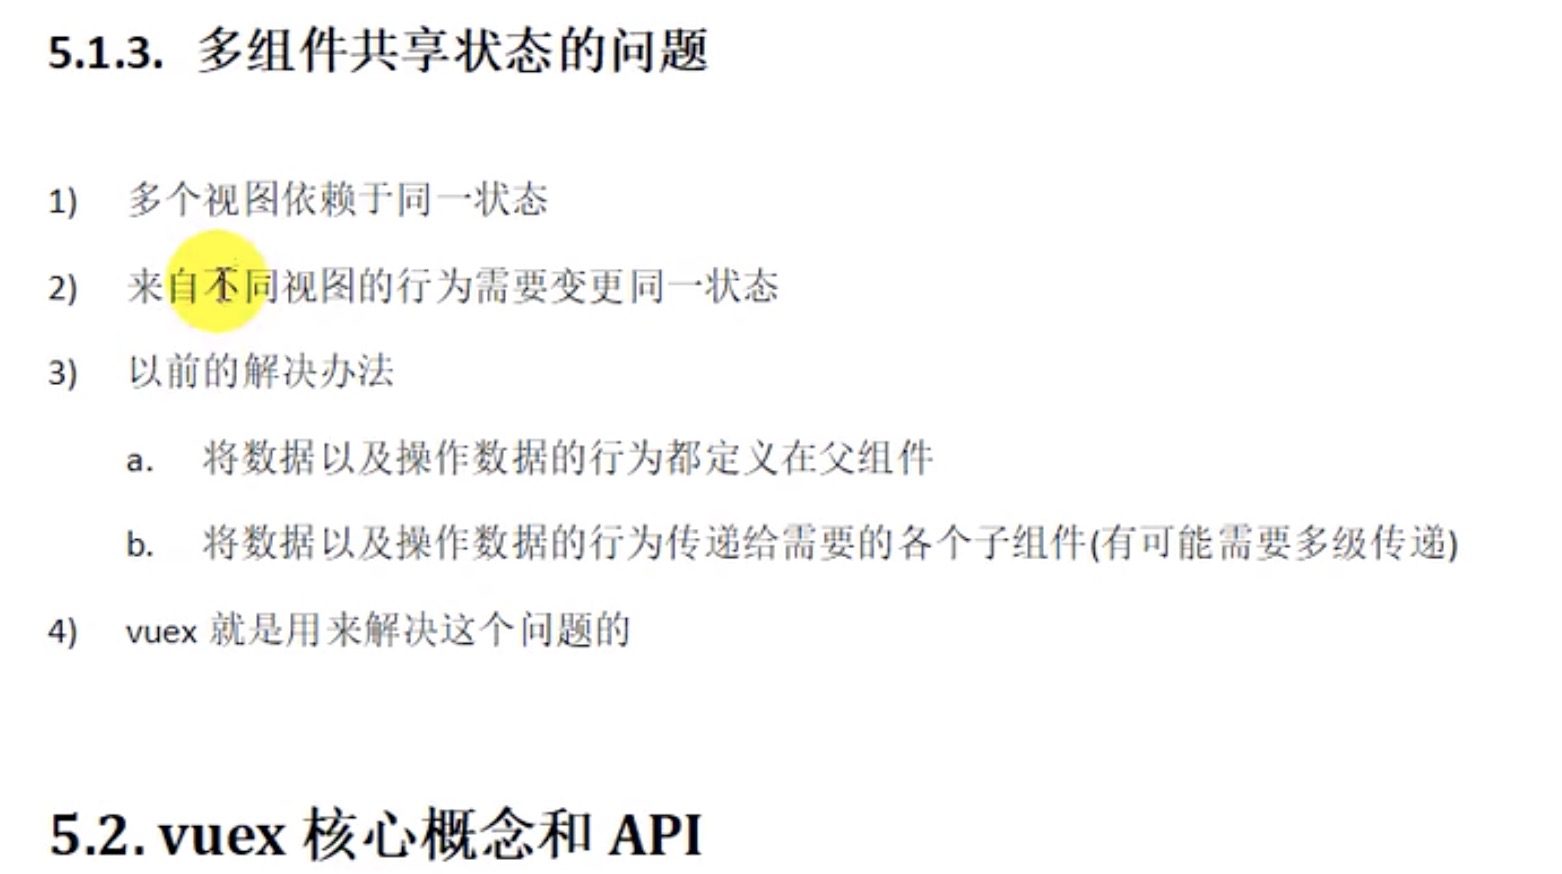 5.1.3. 多组件共享状态的问题
1) 多个视图依赖于同一状态
2) 来自不同视图的行为需要变更同一状态
3) 以前的解决办法
a. 将数据以及操作数据的行为都定义在父组件
b. 将数据以及操作数据的行为传递给需要的各个子组件(有可能需要多级传递)
4) vuex 就是用来解决这个问题的
5.2. vuex 核心概念和 API